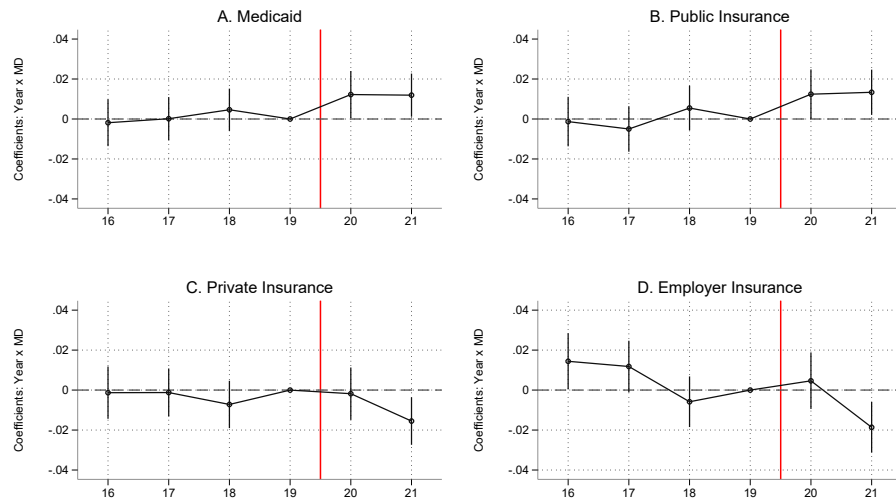 A. Medicaid
Coefficients: Year x MD
.04
.02
0
-.02
-.04
16 17 18 19 20 21
B. Public Insurance
Coefficients: Year x MD
.04
.02
0
-.02
-.04
16 17 18 19 20 21
C. Private Insurance
Coefficients: Year x MD
.04
.02
0
-.02
-.04
16 17 18 19 20 21
D. Employer Insurance
Coefficients: Year x MD
.04
.02
0
-.02
-.04
16 17 18 19 20 21